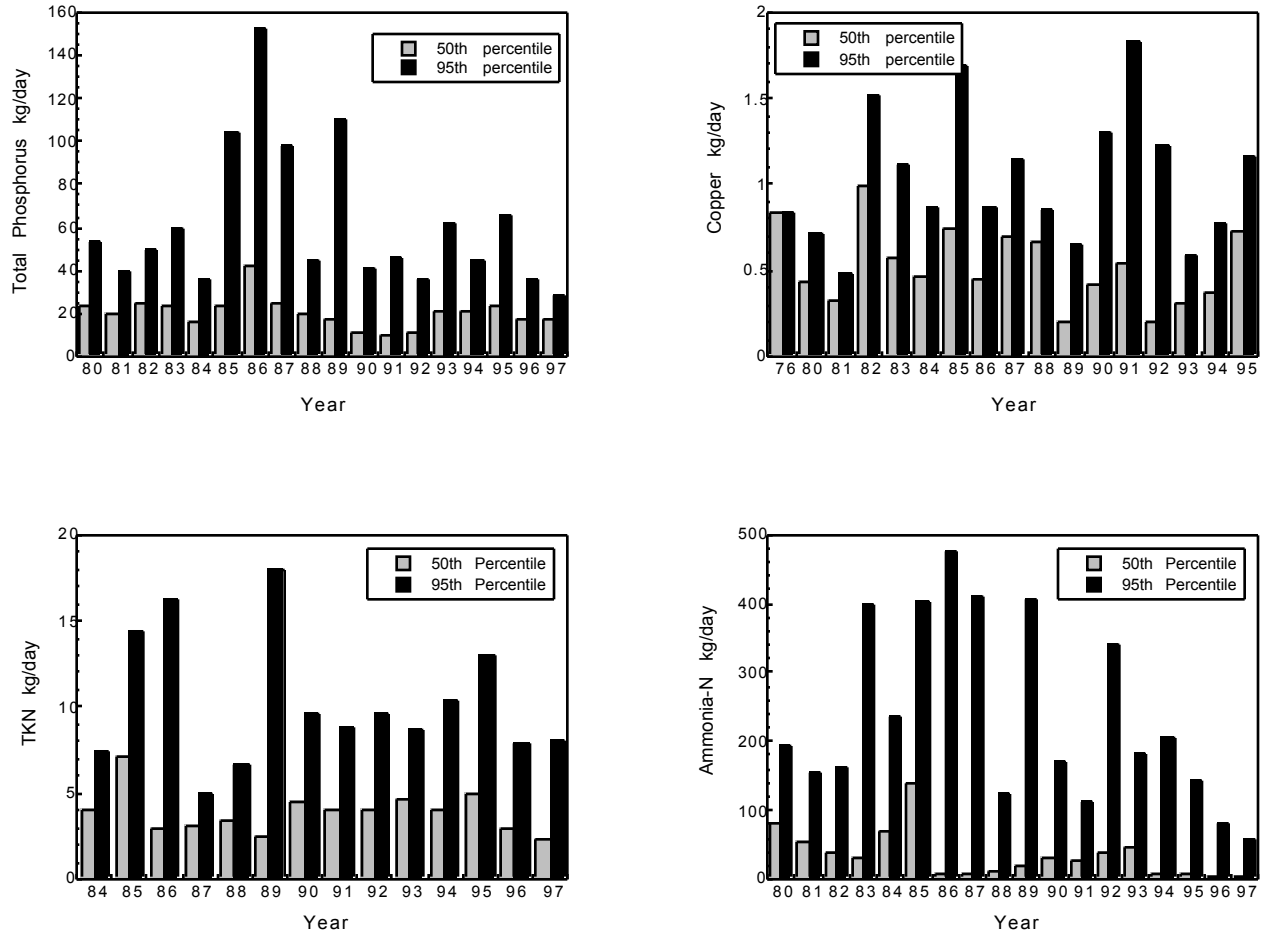 Total Phosphorus kg/day
160
140
120
100
80
60
40
20
0
50th percentile
95th percentile
80 81 82 83 84 85 86 87 88 89 90 91 92 93 94 95 96 97
Year
Copper kg/day
2
1.5
1
0.5
0
50th percentile
95th percentile
76 80 81 82 83 84 85 86 87 88 89 90 91 92 93 94 95
Year
TKN kg/day
20
15
10
5
0
50th Percentile
95th Percentile
84 85 86 87 88 89 90 91 92 93 94 95 96 97
Year
Ammonia-N kg/day
500
400
300
200
100
0
50th Percentile
95th Percentile
80 81 82 83 84 85 86 87 88 89 90 91 92 93 94 95 96 97
Year